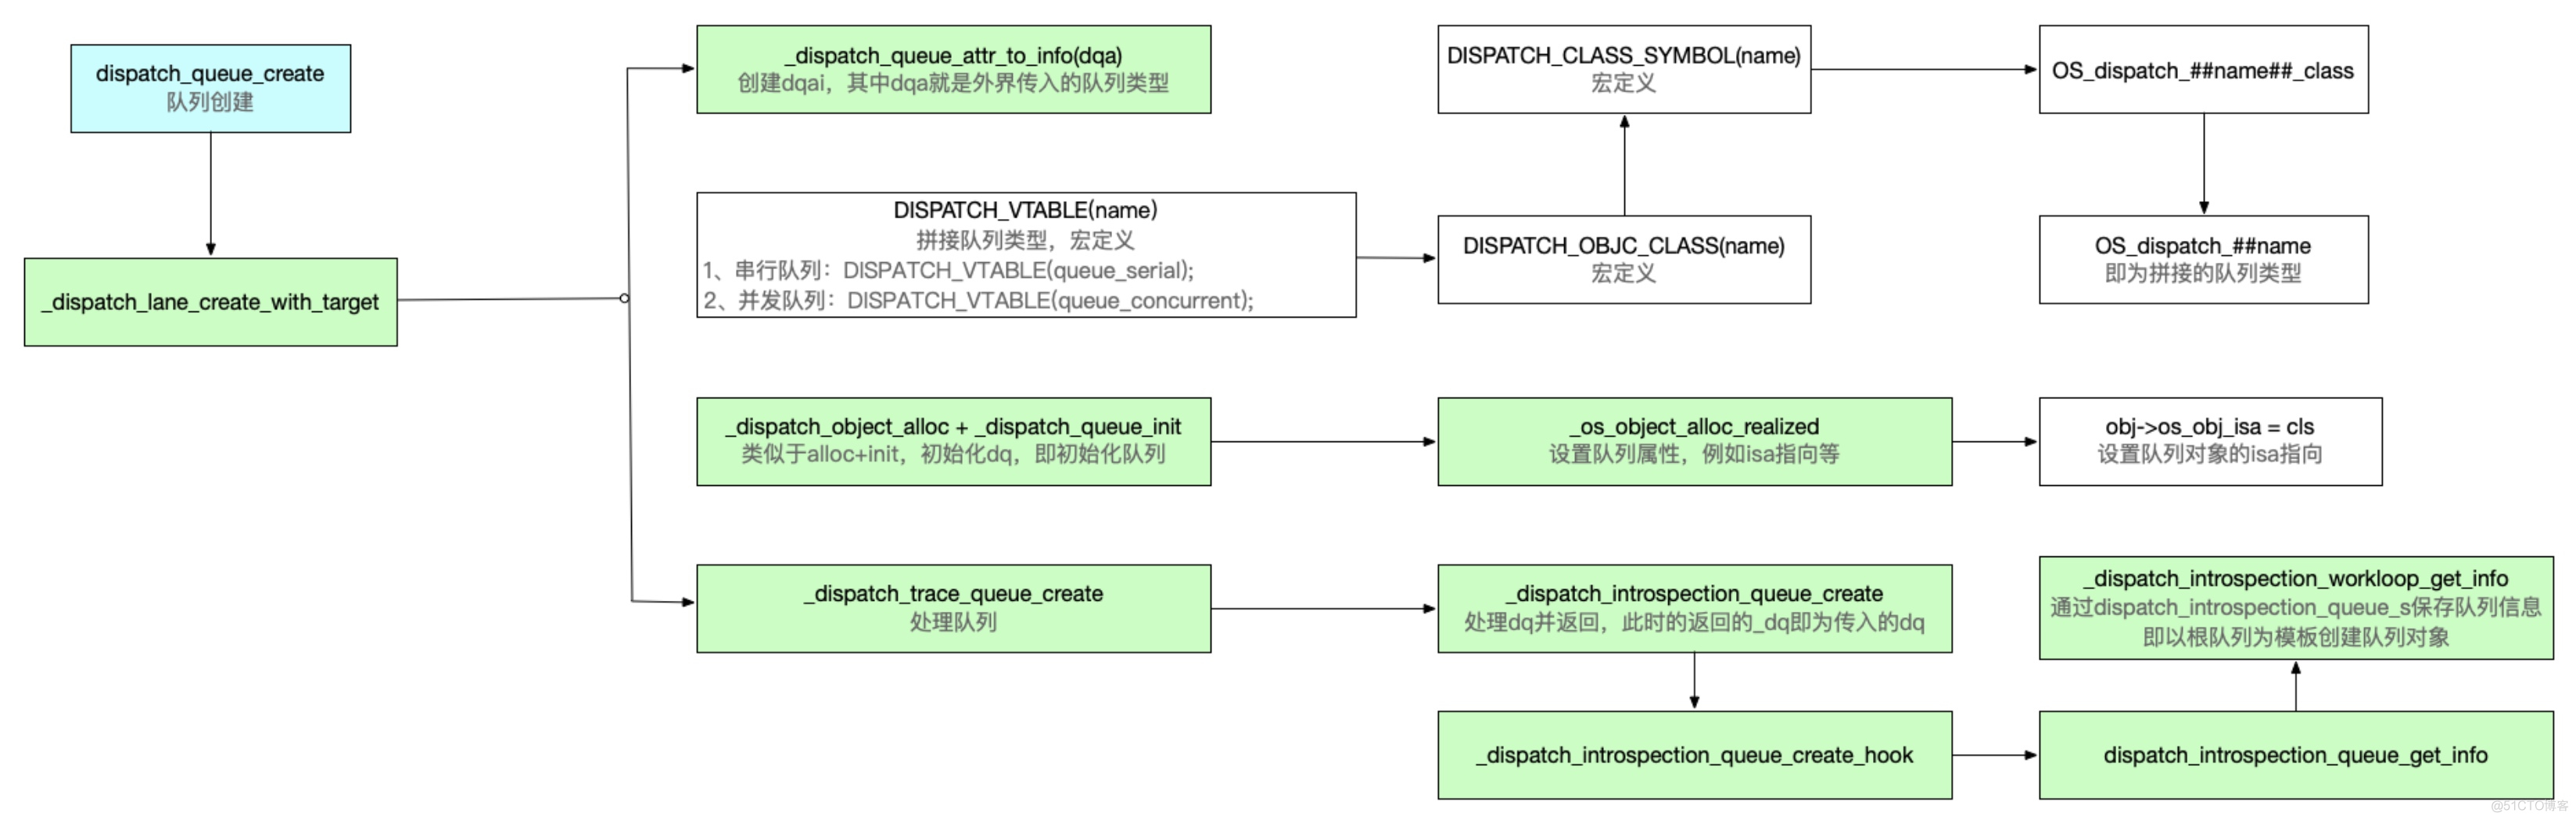 dispatch_queue_create
队列创建
_dispatch_lane_create_with_target
_dispatch_queue_attr_to_info(dqa)
创建dqai，其中dqa就是外界传入的队列类型
DISPATCH_CLASS_SYMBOL(name)
宏定义
OS_dispatch_##name##_class
DISPATCH_VTABLE(name)
拼接队列类型，宏定义
1、串行队列：DISPATCH_VTABLE(queue_serial);
2、并发队列：DISPATCH_VTABLE(queue_concurrent);
DISPATCH_OBJC_CLASS(name)
宏定义
OS_dispatch_##name
即为拼接的队列类型
_dispatch_object_alloc + _dispatch_queue_init
类似于alloc+init，初始化dq，即初始化队列
_os_object_alloc_realized
设置队列属性，例如isa指向等
obj->os_obj_isa = cls
设置队列对象的isa指向
_dispatch_trace_queue_create
处理队列
_dispatch_introspection_queue_create
处理dq并返回，此时的返回的_dq即为传入的dq
_dispatch_introspection_workloop_get_info
通过dispatch_introspection_queue_s保存队列信息
即以根队列为模板创建队列对象
_dispatch_introspection_queue_create_hook
dispatch_introspection_queue_get_info
@51CTO博客